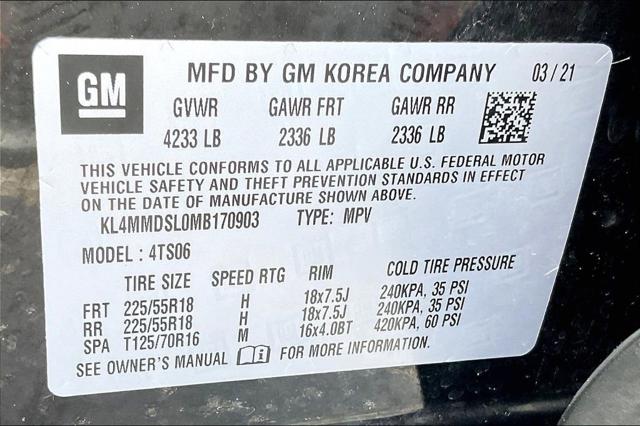 GM
MFD BY GM KOREA COMPANY 03/21
GVWR GAWR FRT GAWR RR
4233 LB 2336 LB 2336 LB
THIS VEHICLE CONFORMS TO ALL APPLICABLE U.S. FEDERAL MOTOR
VEHICLE SAFETY AND THEFT PREVENTION STANDARDS IN EFFECT
ON THE DATE OF MANUFACTURE SHOWN ABOVE.
KL4MMDSL0MB170903 TYPE: MPV
MODEL : 4TS06
TIRE SIZE SPEED RTG RIM COLD TIRE PRESSURE
FRT 225/55R18 H 18x7.5J 240KPA, 35 PSI
RR 225/55R18 H 18x7.5J 240KPA, 35 PSI
SPA T125/70R16 M 16x4.0BT 420KPA, 60 PSI
SEE OWNER'S MANUAL FOR MORE INFORMATION.